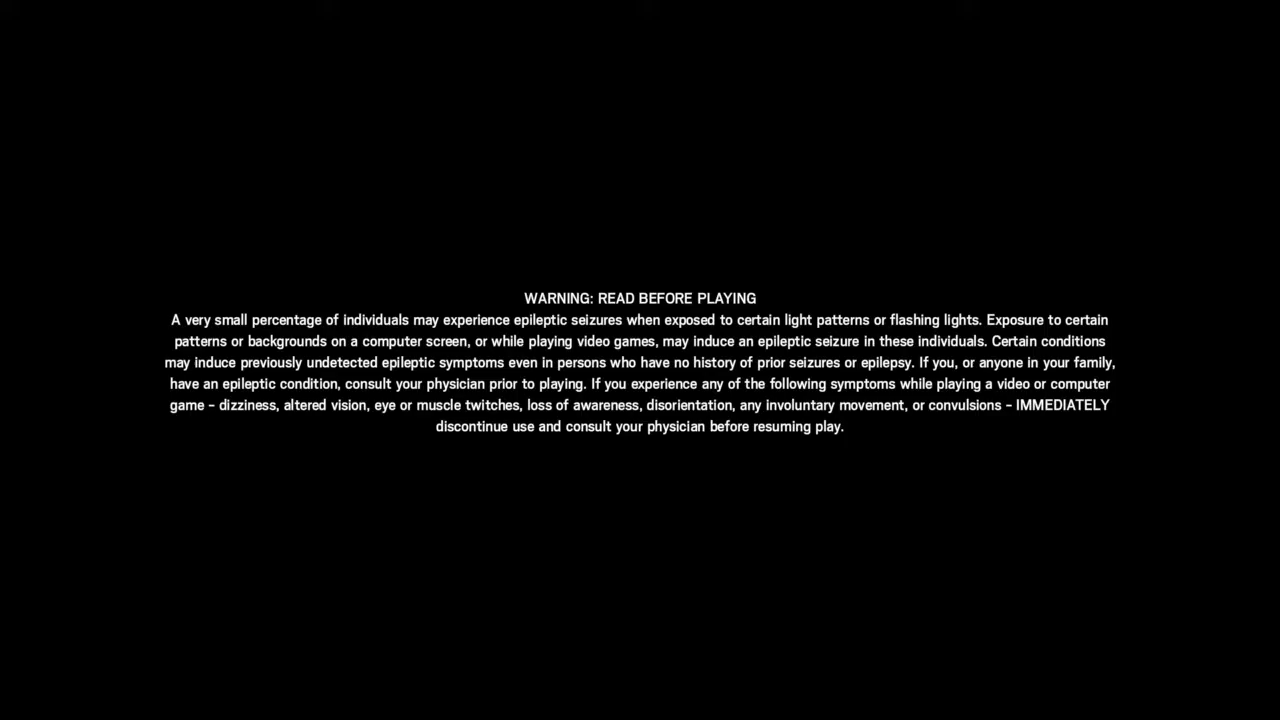 WARNING: READ BEFORE PLAYING
A very small percentage of individuals may experience epileptic seizures when exposed to certain light patterns or flashing lights. Exposure to certain
patterns or backgrounds on a computer screen, or while playing video games, may induce an epileptic seizure in these individuals. Certain conditions
may induce previously undetected epileptic symptoms even in persons who have no history of prior seizures or epilepsy. If you, or anyone in your family,
have an epileptic condition, consult your physician prior to playing. If you experience any of the following symptoms while playing a video or computer
game – dizziness, altered vision, eye or muscle twitches, loss of awareness, disorientation, any involuntary movement, or convulsions – IMMEDIATELY
discontinue use and consult your physician before resuming play.